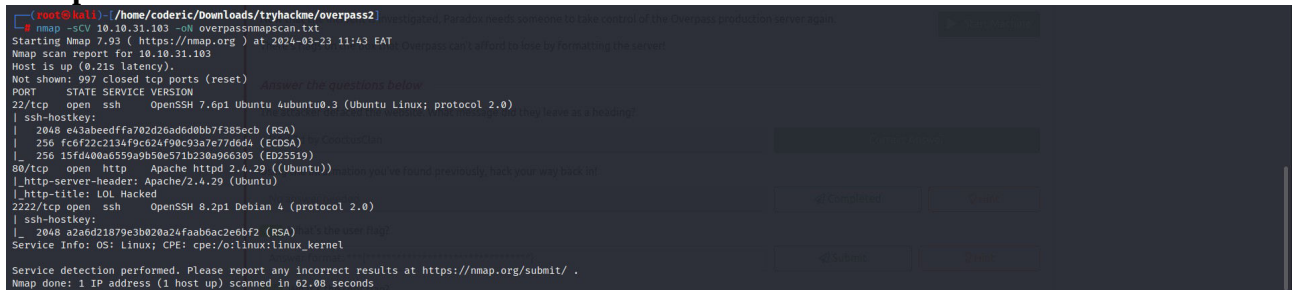 (root㉿kali)-[/home/coderic/Downloads/tryhackme/overpass2]
# nmap -sCV 10.10.31.103 -oN overpassnmapscan.txt
Starting Nmap 7.93 ( https://nmap.org ) at 2024-03-23 11:43 EAT
Nmap scan report for 10.10.31.103
Host is up (0.21s latency).
Not shown: 997 closed tcp ports (reset)
PORT     STATE SERVICE VERSION
22/tcp   open  ssh     OpenSSH 7.6p1 Ubuntu 4ubuntu0.3 (Ubuntu Linux; protocol 2.0)
| ssh-hostkey:
|   2048 e43abeedffa702d26ad6d0bb7f385ecb (RSA)
|   256 fc6f22c2134f9c624f90c93a7e77d6d4 (ECDSA)
|_  256 15fd400a6559a9b50e571b230a966305 (ED25519)
80/tcp   open  http    Apache httpd 2.4.29 ((Ubuntu))
|_http-server-header: Apache/2.4.29 (Ubuntu)
|_http-title: LOL Hacked
2222/tcp open  ssh     OpenSSH 8.2p1 Debian 4 (protocol 2.0)
| ssh-hostkey:
|_  2048 a2a6d21879e3b020a24faab6ac2e6bf2 (RSA)
Service Info: OS: Linux; CPE: cpe:/o:linux:linux_kernel
Service detection performed. Please report any incorrect results at https://nmap.org/submit/ .
Nmap done: 1 IP address (1 host up) scanned in 62.08 seconds